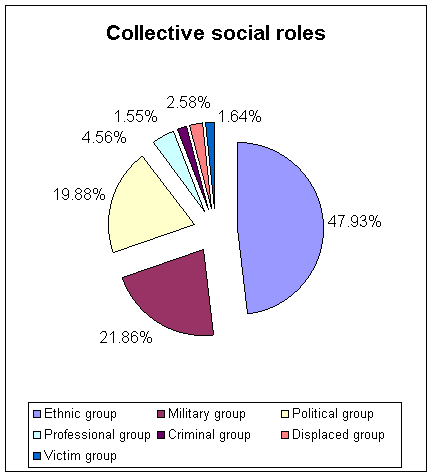 Collective social roles
1.55%
2.58%
1.64%
4.56%
19.88%
47.93%
21.86%
Ethnic group
Military group
Political group
Professional group
Criminal group
Displaced group
Victim group